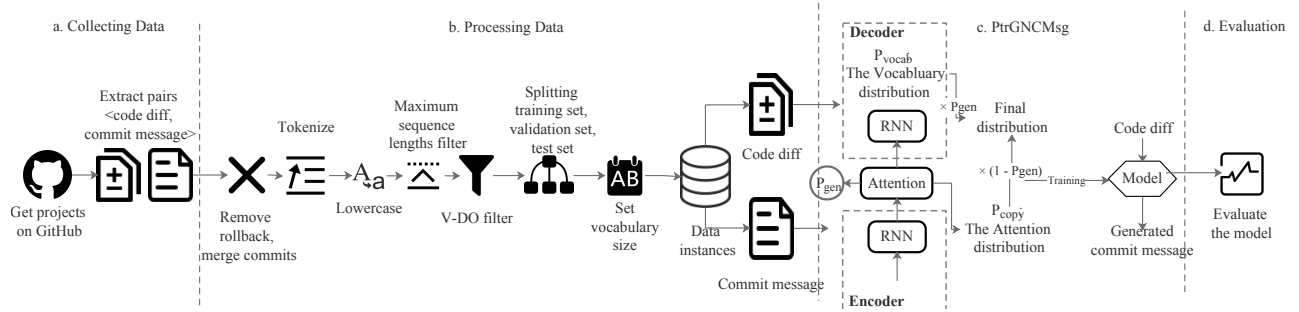 a. Collecting Data
b. Processing Data
c. PtrGNCMsg
d. Evaluation
Extract pairs
<code diff,
commit message>
Get projects
on GitHub
Remove
rollback,
merge commits
Tokenize
Aa
Lowercase
Maximum
sequence
lengths filter
V-DO filter
Splitting
training set,
validation set,
test set
AB
Set
vocabulary
size
Data
instances
Code diff
Commit message
Decoder
Pvocab
The Vocabluary
distribution
RNN
× Pgen
Pgen
Attention
RNN
Encoder
Final
distribution
× (1 - Pgen)
Pcopy
The Attention
distribution
Training
Code diff
Model
Generated
commit message
Evaluate
the model